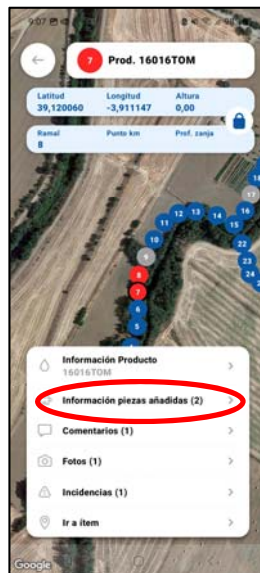 9:07
7 Prod. 16016TOM
Latitud Longitud Altura
39,120060 -3,911147 0,00
Ramal Punto km Prof. zanja
8
18
17
16
15
14
13
12
11
10
9
8
7
6
5
22
23
24
Información Producto
16016TOM
Información piezas añadidas (2)
Comentarios (1)
Fotos (1)
Incidencias (1)
Ir a ítem
Google